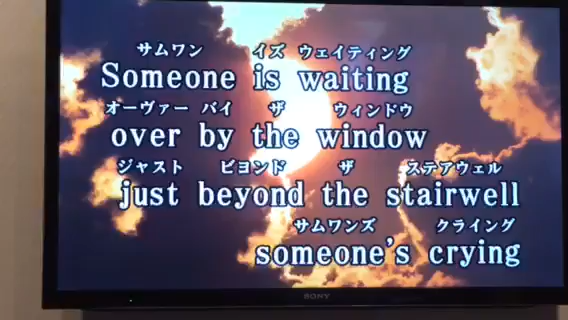 サムワン イズ ウェイティング
Someone is waiting
オーヴァー バイ ザ ウィンドウ
over by the window
ジャスト ビヨンド ザ ステアウェル
just beyond the stairwell
サムワンズ クライング
someone's crying
SONY